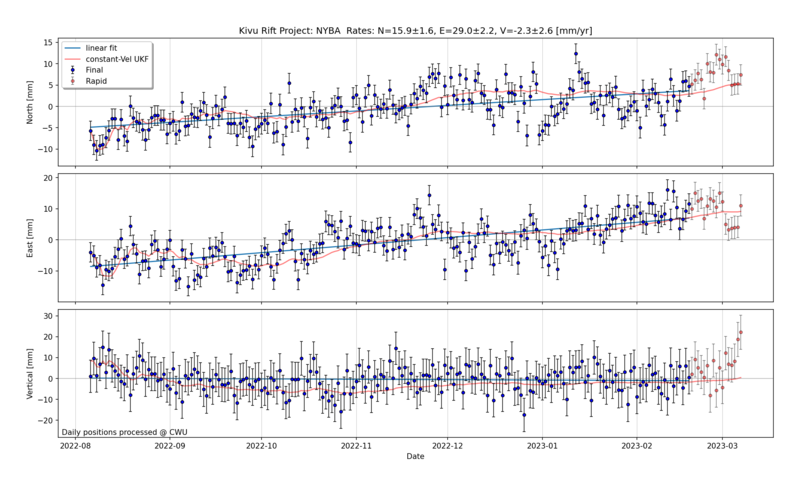 Kivu Rift Project: NYBA Rates: N=15.9±1.6, E=29.0±2.2, V=-2.3±2.6 [mm/yr]
15
10
5
0
−5
−10
North [mm]
linear fit
constant-Vel UKF
Final
Rapid
20
10
0
−10
East [mm]
30
20
10
0
−10
−20
Vertical [mm]
Daily positions processed @ CWU
2022-08 2022-09 2022-10 2022-11 2022-12 2023-01 2023-02 2023-03
Date